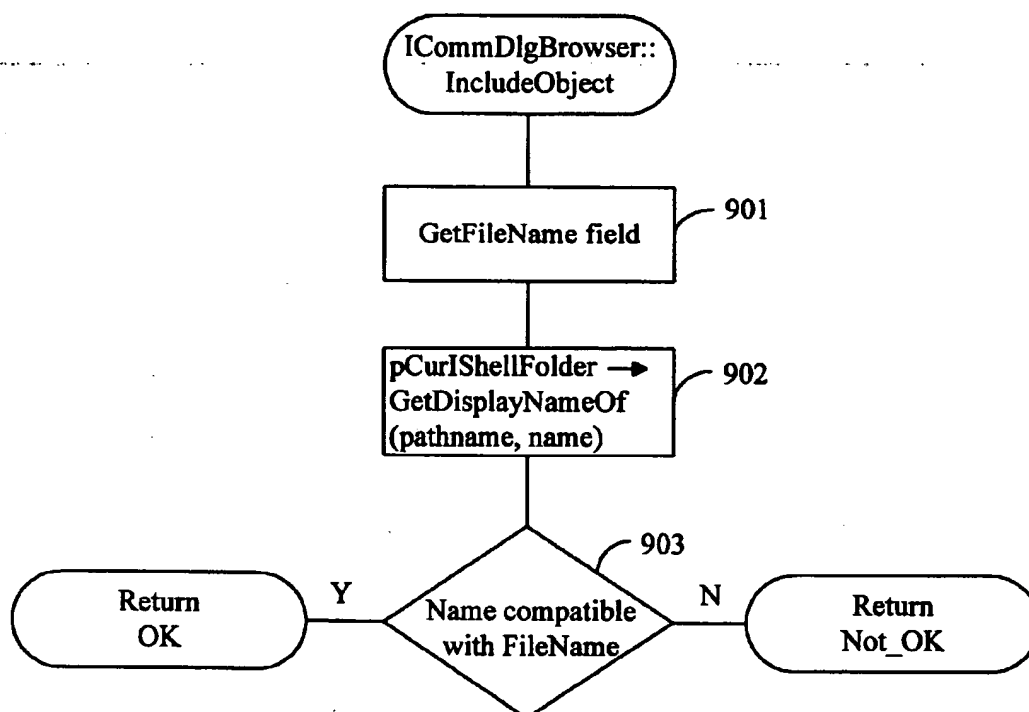 ICommDlgBrowser::
IncludeObject
GetFileName field
901
pCurIShellFolder →
GetDisplayNameOf
(pathname, name)
902
903
Name compatible
with FileName
Y
Return
OK
N
Return
Not_OK